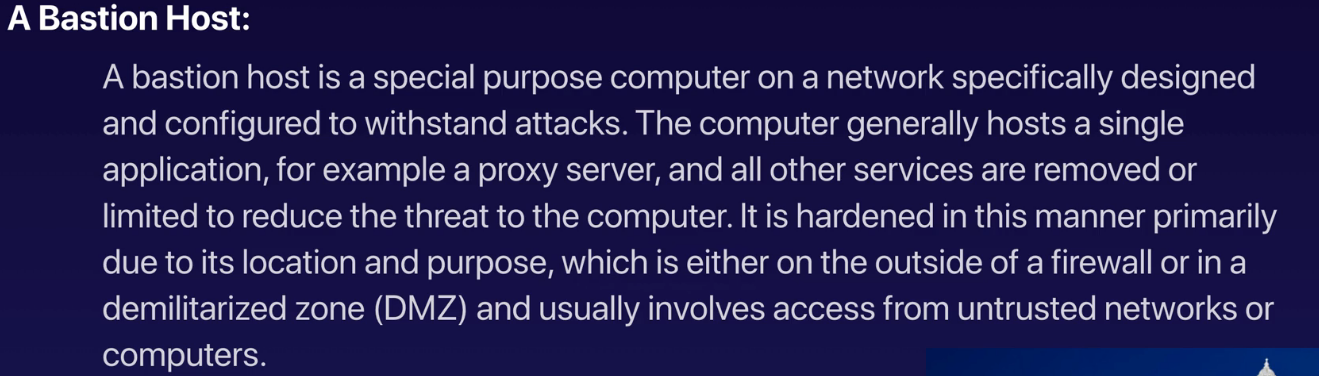 A Bastion Host:
A bastion host is a special purpose computer on a network specifically designed
and configured to withstand attacks. The computer generally hosts a single
application, for example a proxy server, and all other services are removed or
limited to reduce the threat to the computer. It is hardened in this manner primarily
due to its location and purpose, which is either on the outside of a firewall or in a
demilitarized zone (DMZ) and usually involves access from untrusted networks or
computers.